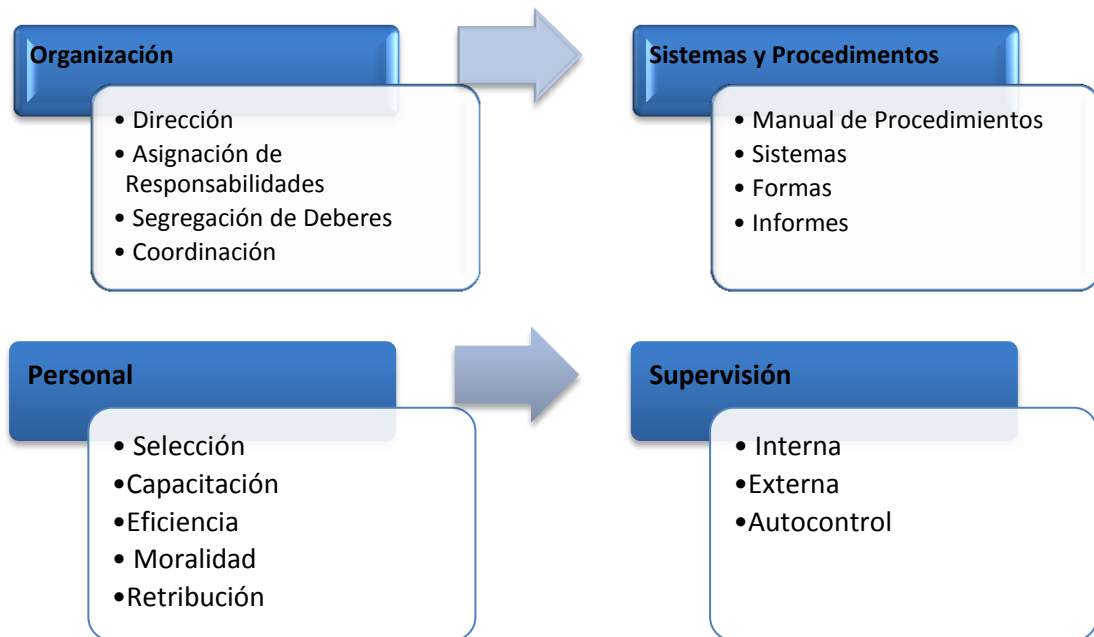 Organización
• Dirección
• Asignación de
Responsabilidades
• Segregación de Deberes
• Coordinación
Sistemas y Procedimentos
• Manual de Procedimientos
• Sistemas
• Formas
• Informes
Personal
• Selección
•Capacitación
•Eficiencia
• Moralidad
•Retribución
Supervisión
• Interna
•Externa
•Autocontrol